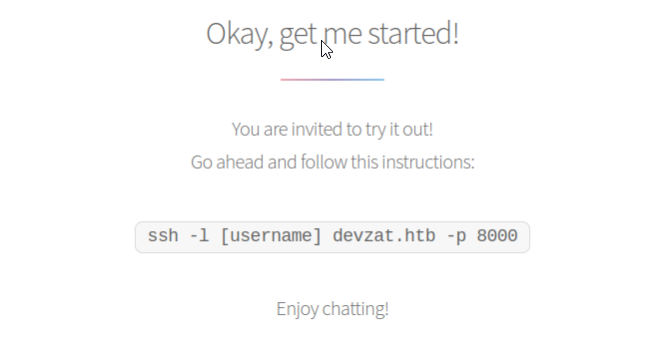 Okay, get me started!
You are invited to try it out!
Go ahead and follow this instructions:
ssh -l [username] devzat.htb -p 8000
Enjoy chatting!